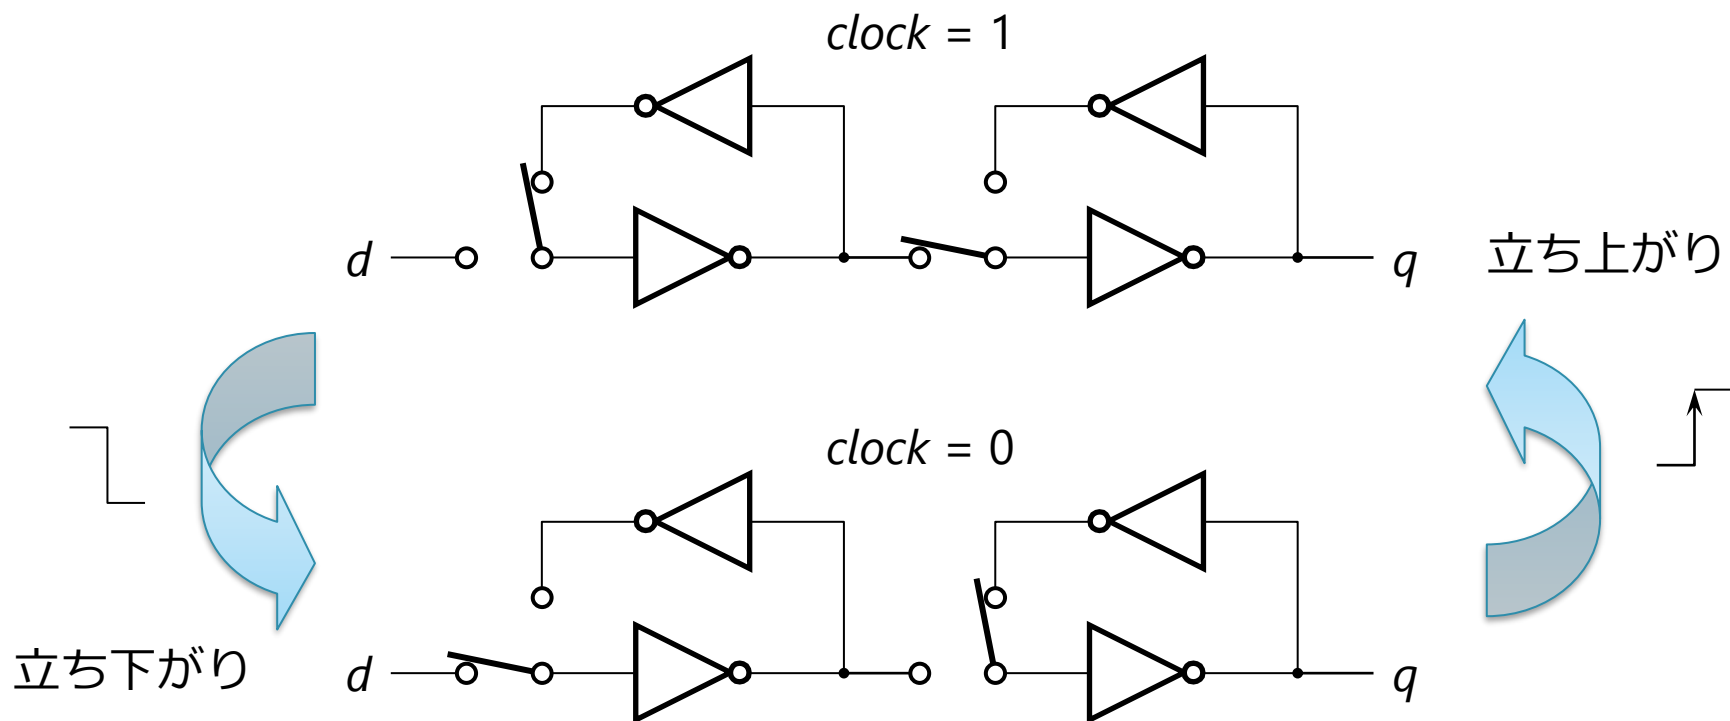 clock = 1
d
q
立ち上がり
clock = 0
立ち下がり
d
q